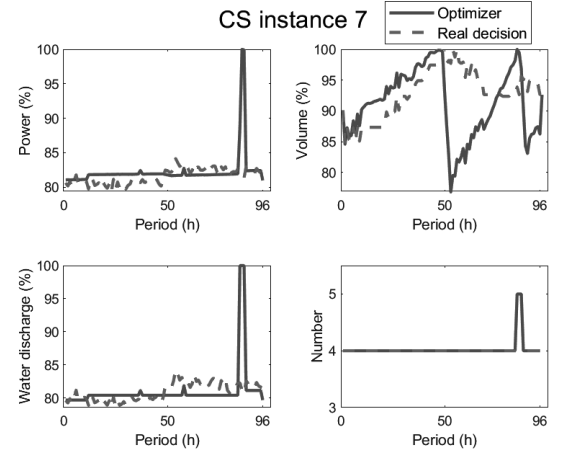 CS instance 7
Optimizer
Real decision
100
95
90
85
80
Power (%)
0
50
96
Period (h)
100
95
90
85
80
Volume (%)
0
50
96
Period (h)
100
95
90
85
80
Water discharge (%)
0
50
96
Period (h)
5
4
3
Number
0
50
96
Period (h)